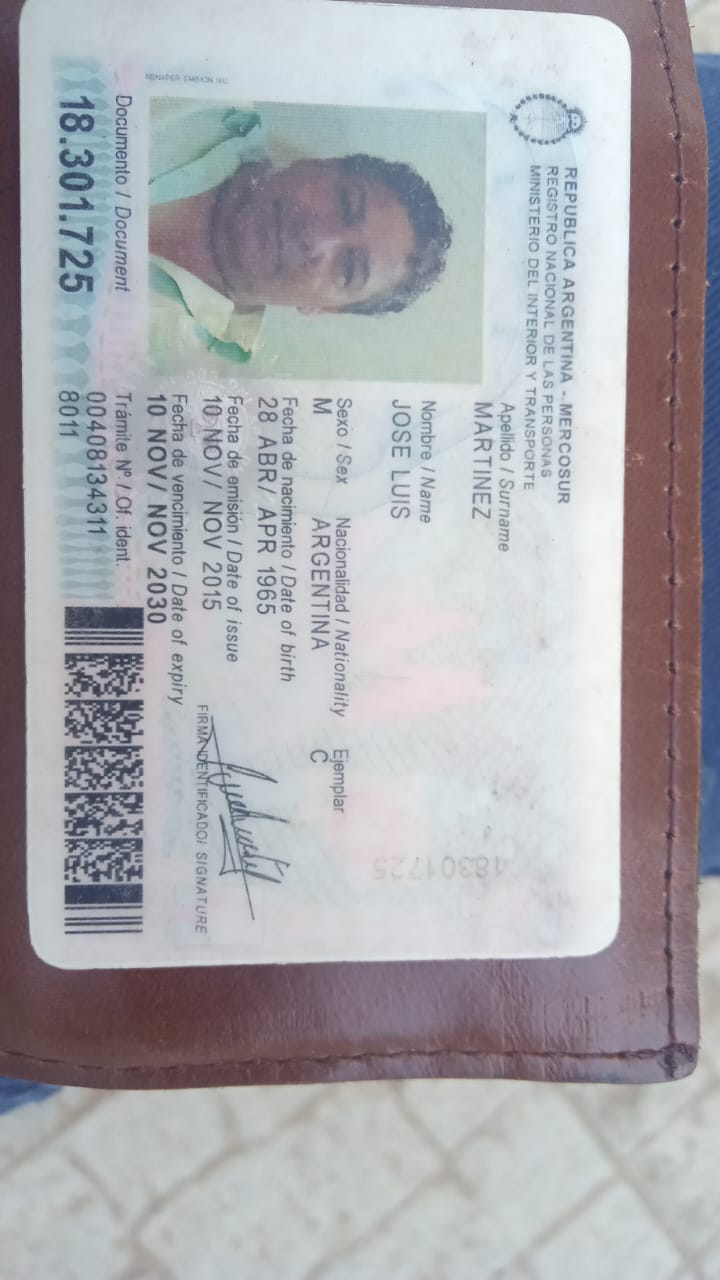 REPUBLICA ARGENTINA - MERCOSUR
REGISTRO NACIONAL DE LAS PERSONAS
MINISTERIO DEL INTERIOR Y TRANSPORTE
Apellido / Surname
MARTINEZ
Nombre / Name
JOSE LUIS
Sexo / Sex Nacionalidad / Nationality Ejemplar
M ARGENTINA C
Fecha de nacimiento / Date of birth
28 ABR/ APR 1965
Fecha de emisión / Date of issue
10 NOV/ NOV 2015
Fecha de vencimiento / Date of expiry
10 NOV/ NOV 2030
FIRMA IDENTIFICADO/ SIGNATURE
Documento / Document
18.301.725
Trámite Nº / Of. ident.
00408134311
8011
18301725